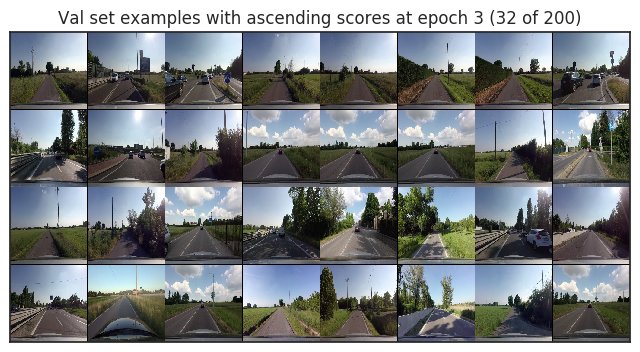 Val set examples with ascending scores at epoch 3 (32 of 200)